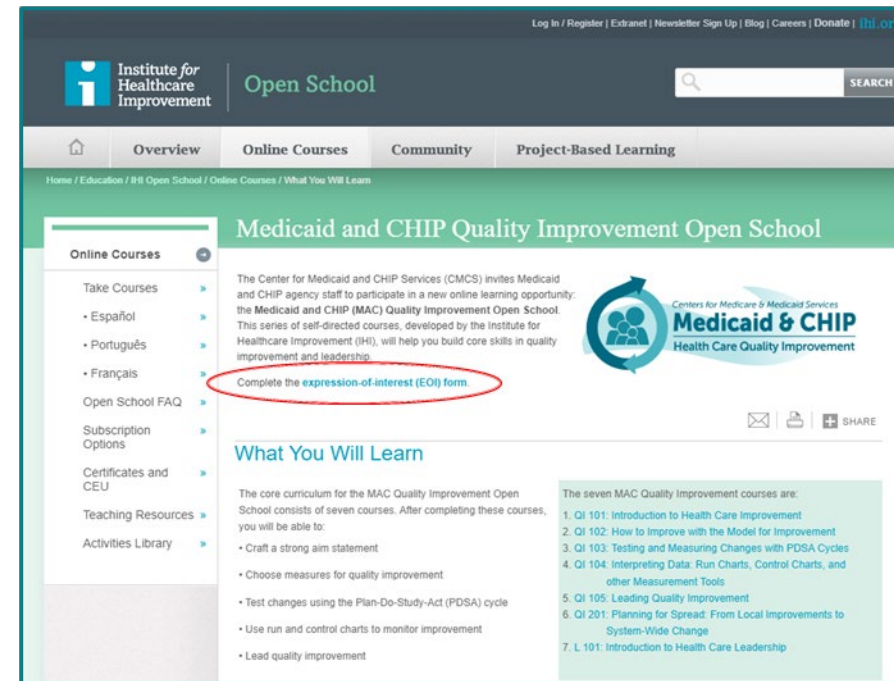 Log In / Register | Extranet | Newsletter Sign Up | Blog | Careers | Donate | ihi.or
Institute for
Healthcare
Improvement
Open School
SEARCH
Overview
Online Courses
Community
Project-Based Learning
Home / Education / IHI Open School / Online Courses / What You Will Learn
Medicaid and CHIP Quality Improvement Open School
Online Courses
Take Courses »
• Español »
• Português »
• Français »
Open School FAQ »
Subscription »
Options
Certificates and »
CEU
Teaching Resources »
Activities Library »
The Center for Medicaid and CHIP Services (CMCS) invites Medicaid
and CHIP agency staff to participate in a new online learning opportunity:
the Medicaid and CHIP (MAC) Quality Improvement Open School.
This series of self-directed courses, developed by the Institute for
Healthcare Improvement (IHI), will help you build core skills in quality
improvement and leadership.
Complete the expression-of-interest (EOI) form.
Centers for Medicare & Medicaid Services
Medicaid & CHIP
Health Care Quality Improvement
SHARE
What You Will Learn
The core curriculum for the MAC Quality Improvement Open
School consists of seven courses. After completing these courses,
you will be able to:
• Craft a strong aim statement
• Choose measures for quality improvement
• Test changes using the Plan-Do-Study-Act (PDSA) cycle
• Use run and control charts to monitor improvement
• Lead quality improvement
The seven MAC Quality Improvement courses are:
1. QI 101: Introduction to Health Care Improvement
2. QI 102: How to Improve with the Model for Improvement
3. QI 103: Testing and Measuring Changes with PDSA Cycles
4. QI 104: Interpreting Data: Run Charts, Control Charts, and
other Measurement Tools
5. QI 105: Leading Quality Improvement
6. QI 201: Planning for Spread: From Local Improvements to
System-Wide Change
7. L 101: Introduction to Health Care Leadership